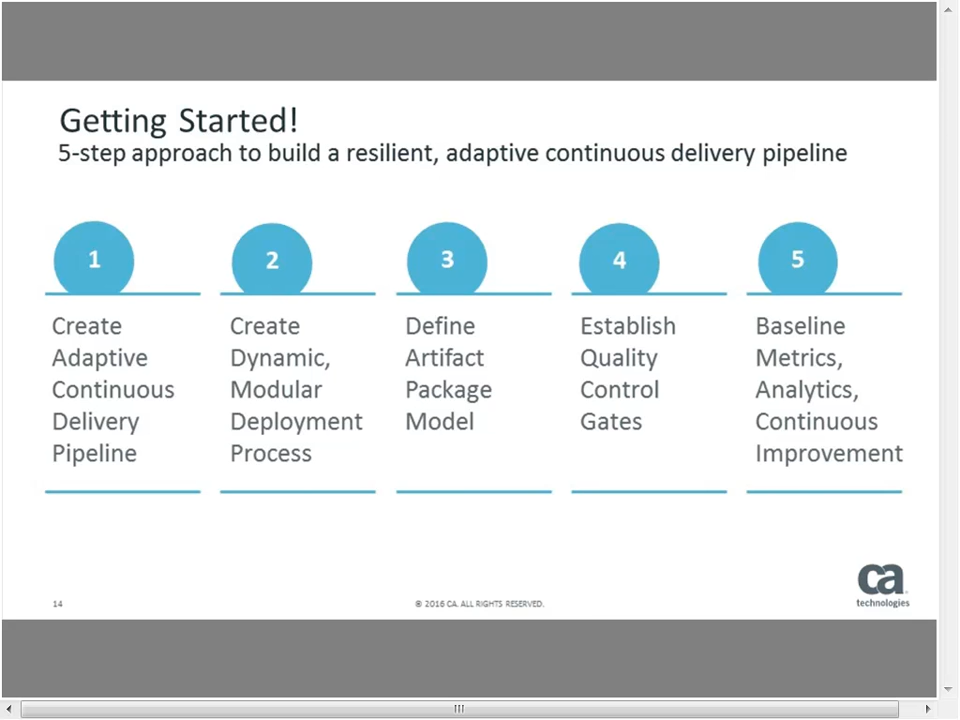 Getting Started!
5-step approach to build a resilient, adaptive continuous delivery pipeline
1
Create
Adaptive
Continuous
Delivery
Pipeline
2
Create
Dynamic,
Modular
Deployment
Process
3
Define
Artifact
Package
Model
4
Establish
Quality
Control
Gates
5
Baseline
Metrics,
Analytics,
Continuous
Improvement
14
© 2016 CA. ALL RIGHTS RESERVED.
ca
technologies